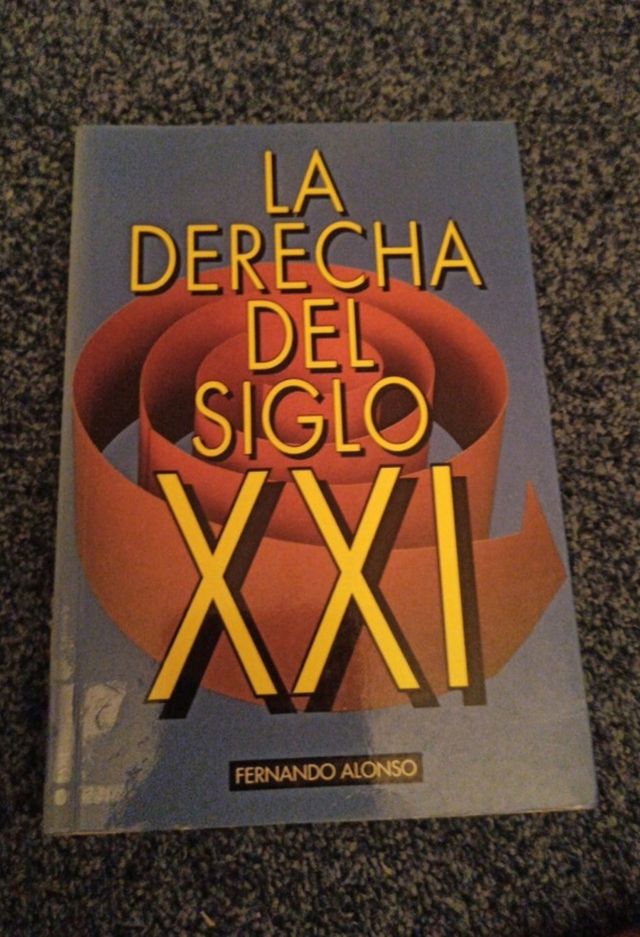 LA
DERECHA
DEL
SIGLO
XXI
FERNANDO ALONSO